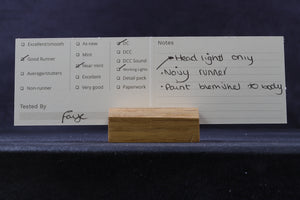 Excellent/smooth
Good Runner
Average/stutters
Non-runner
Tested By
Faye
As new
Mint
Near mint
Excellent
Very good
DC
DCC
DCC Sound
Working Lights
Detail pack
Paperwork
Notes
Head lights only
Noisy runner
Paint blemished to body